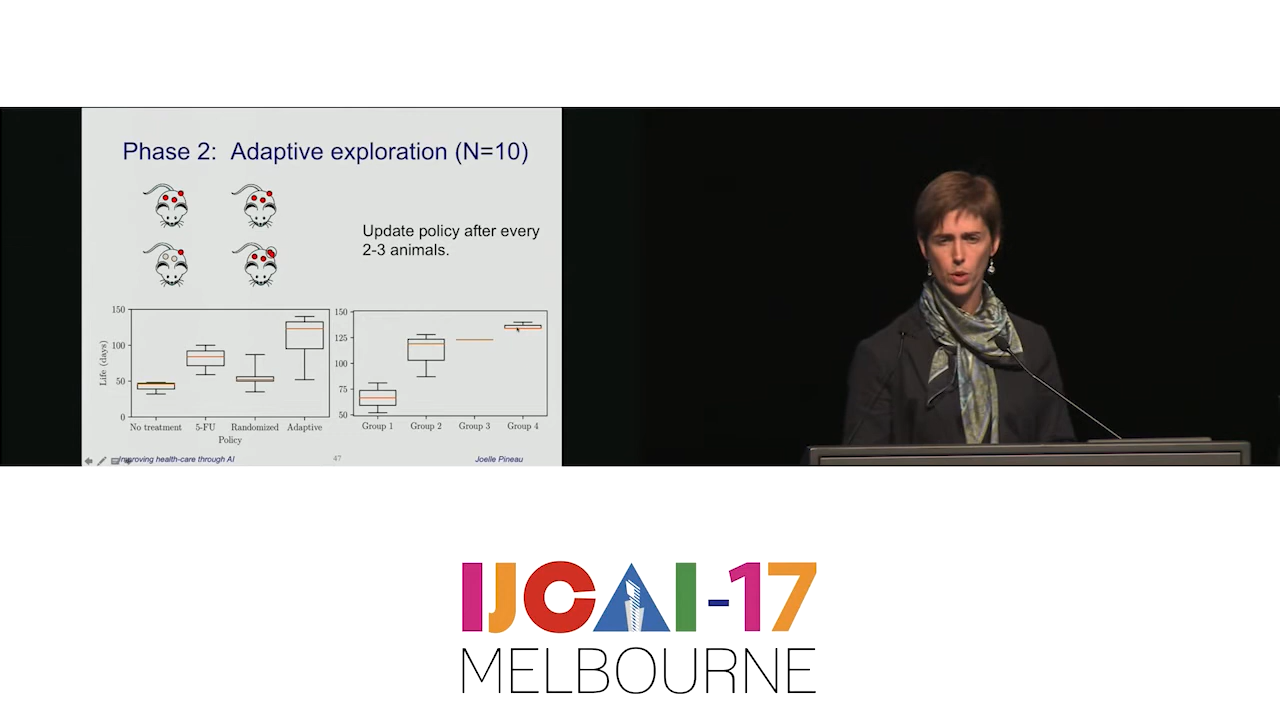 Phase 2: Adaptive exploration (N=10)
Update policy after every
2-3 animals.
150
100
50
0
Life (days)
No treatment 5-FU Randomized Adaptive
Policy
150
125
100
75
50
Group 1 Group 2 Group 3 Group 4
Improving health-care through AI 47 Joelle Pineau
IJCAI-17
MELBOURNE